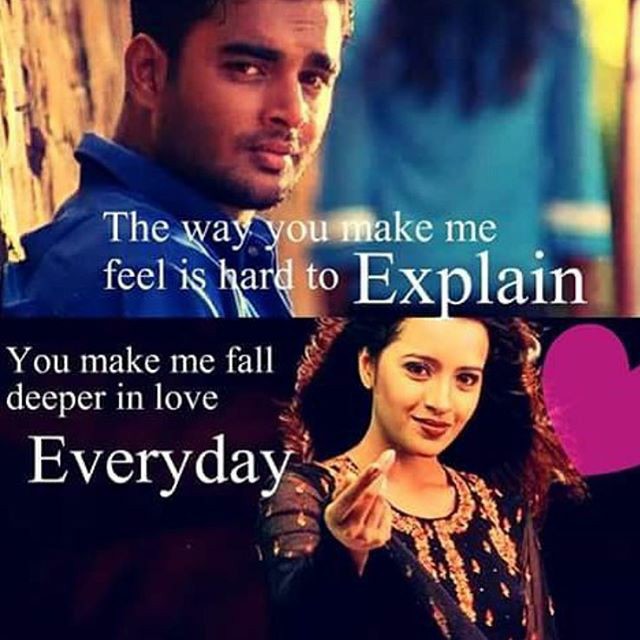 The way you make me
feel is hard to Explain
You make me fall
deeper in love
Everyday